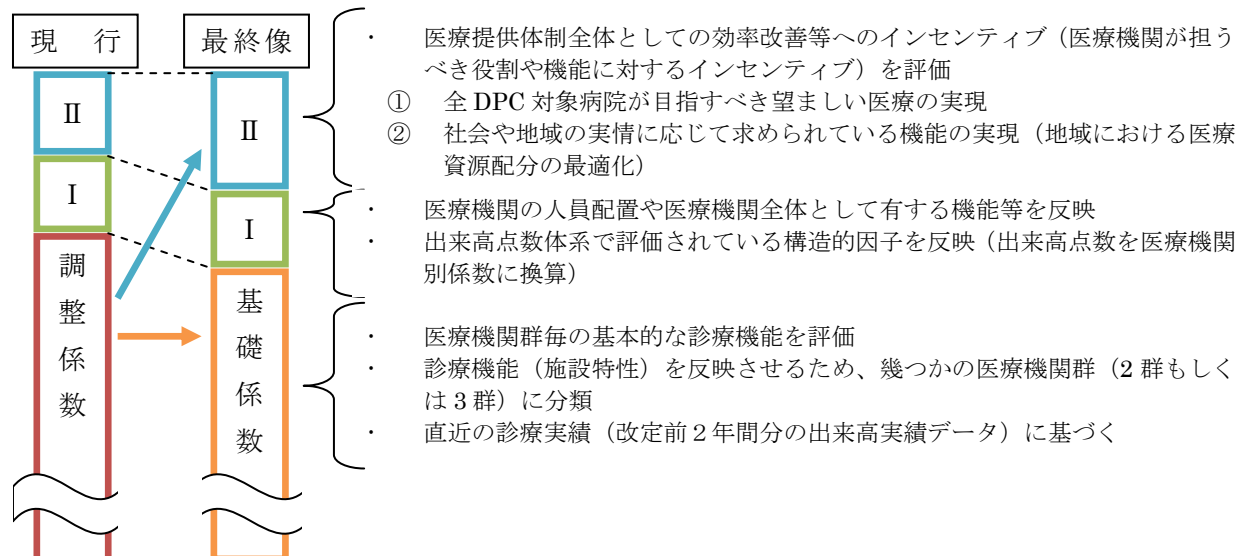 現 行
最終像
Ⅱ
Ⅰ
調整係数
Ⅱ
Ⅰ
基礎係数
・ 医療提供体制全体としての効率改善等へのインセンティブ（医療機関が担う
べき役割や機能に対するインセンティブ）を評価
① 全 DPC 対象病院が目指すべき望ましい医療の実現
② 社会や地域の実情に応じて求められている機能の実現（地域における医療
資源配分の最適化）
・ 医療機関の人員配置や医療機関全体として有する機能等を反映
・ 出来高点数体系で評価されている構造的因子を反映（出来高点数を医療機関
別係数に換算）
・ 医療機関群毎の基本的な診療機能を評価
・ 診療機能（施設特性）を反映させるため、幾つかの医療機関群（2 群もしく
は 3 群）に分類
・ 直近の診療実績（改定前２年間分の出来高実績データ）に基づく